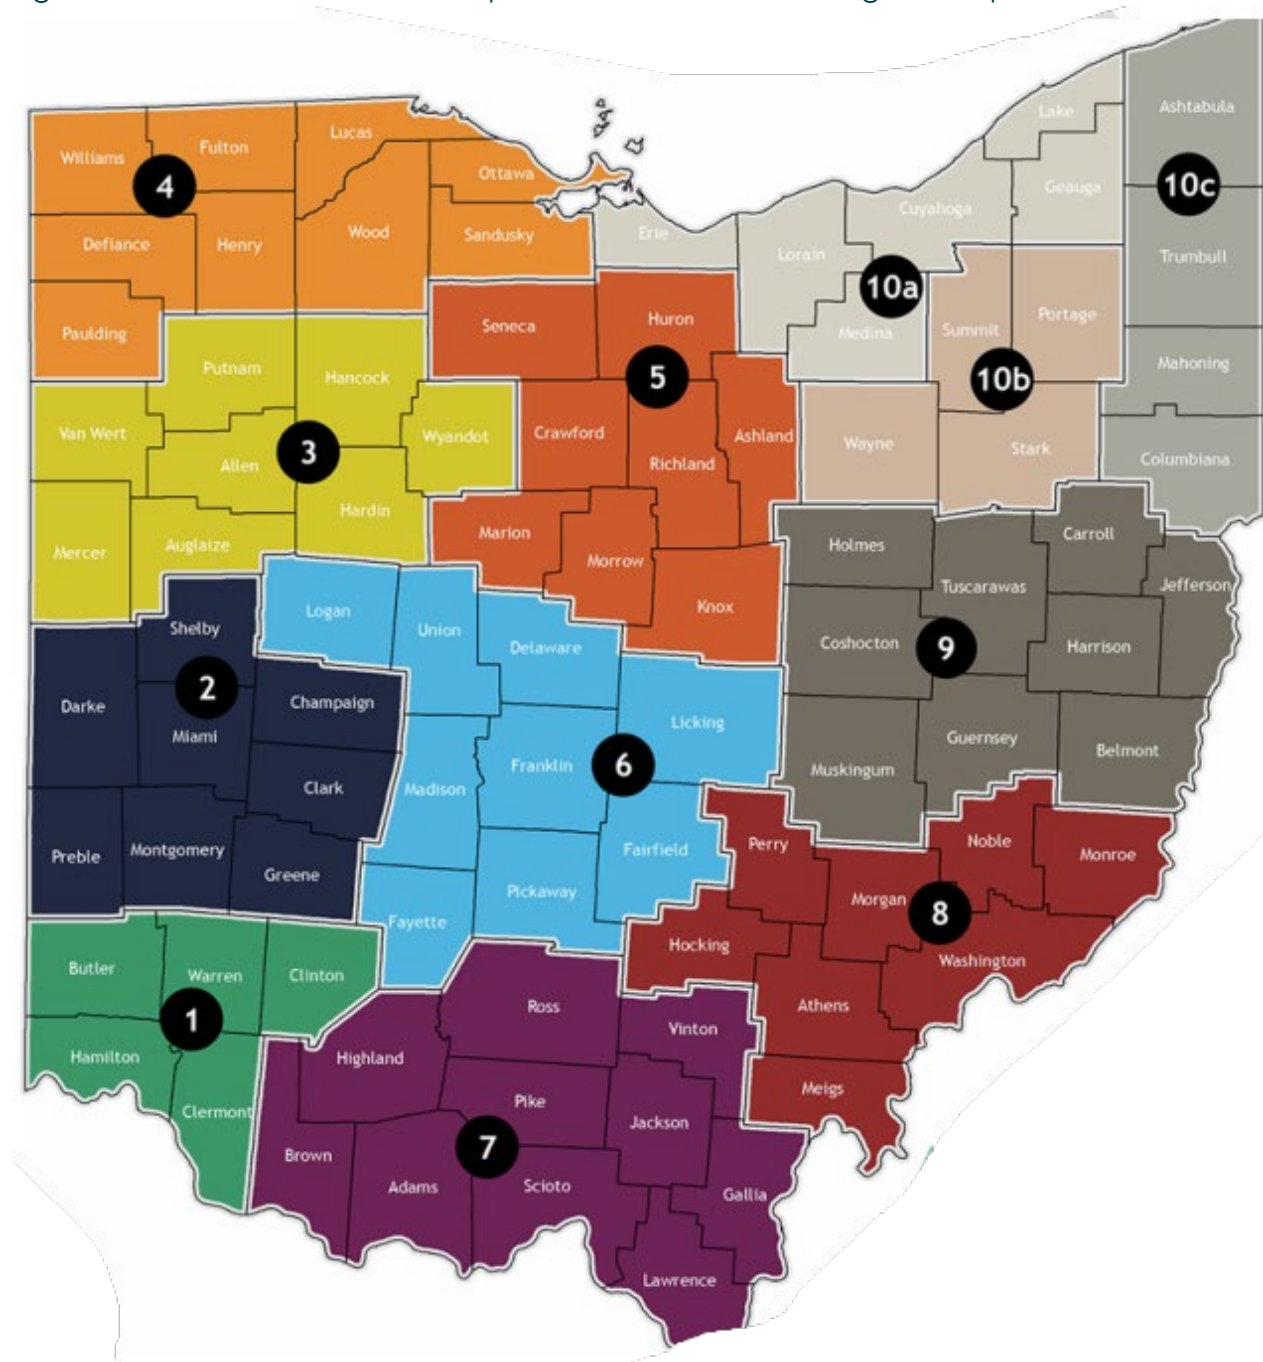 Lake
Ashtabula
Lucas
Fulton
Williams
4
Ottawa
10c
Geauga
Cuyahoga
Defiance
Henry
Wood
Sandusky
Erie
Lorain
Trumbull
10a
Paulding
Seneca
Huron
Medina
Summit
Portage
Mahoning
Putnam
Hancock
5
10b
Van Wert
Wyandot
Crawford
Ashland
Wayne
Stark
Columbiana
3
Allen
Richland
Hardin
Mercer
Auglaize
Marion
Morrow
Holmes
Carroll
Tuscarawas
Jefferson
Logan
Union
Knox
Shelby
Delaware
Coshocton
9
Harrison
2
Darke
Champaign
Miami
Licking
Guernsey
Belmont
Clark
Madison
Franklin
6
Muskingum
Preble
Montgomery
Greene
Fairfield
Perry
Noble
Monroe
Pickaway
Morgan
8
Fayette
Hocking
Washington
Butler
Warren
Clinton
Ross
Athens
1
Vinton
Hamilton
Highland
Meigs
Clermont
Pike
Jackson
7
Brown
Adams
Scioto
Gallia
Lawrence